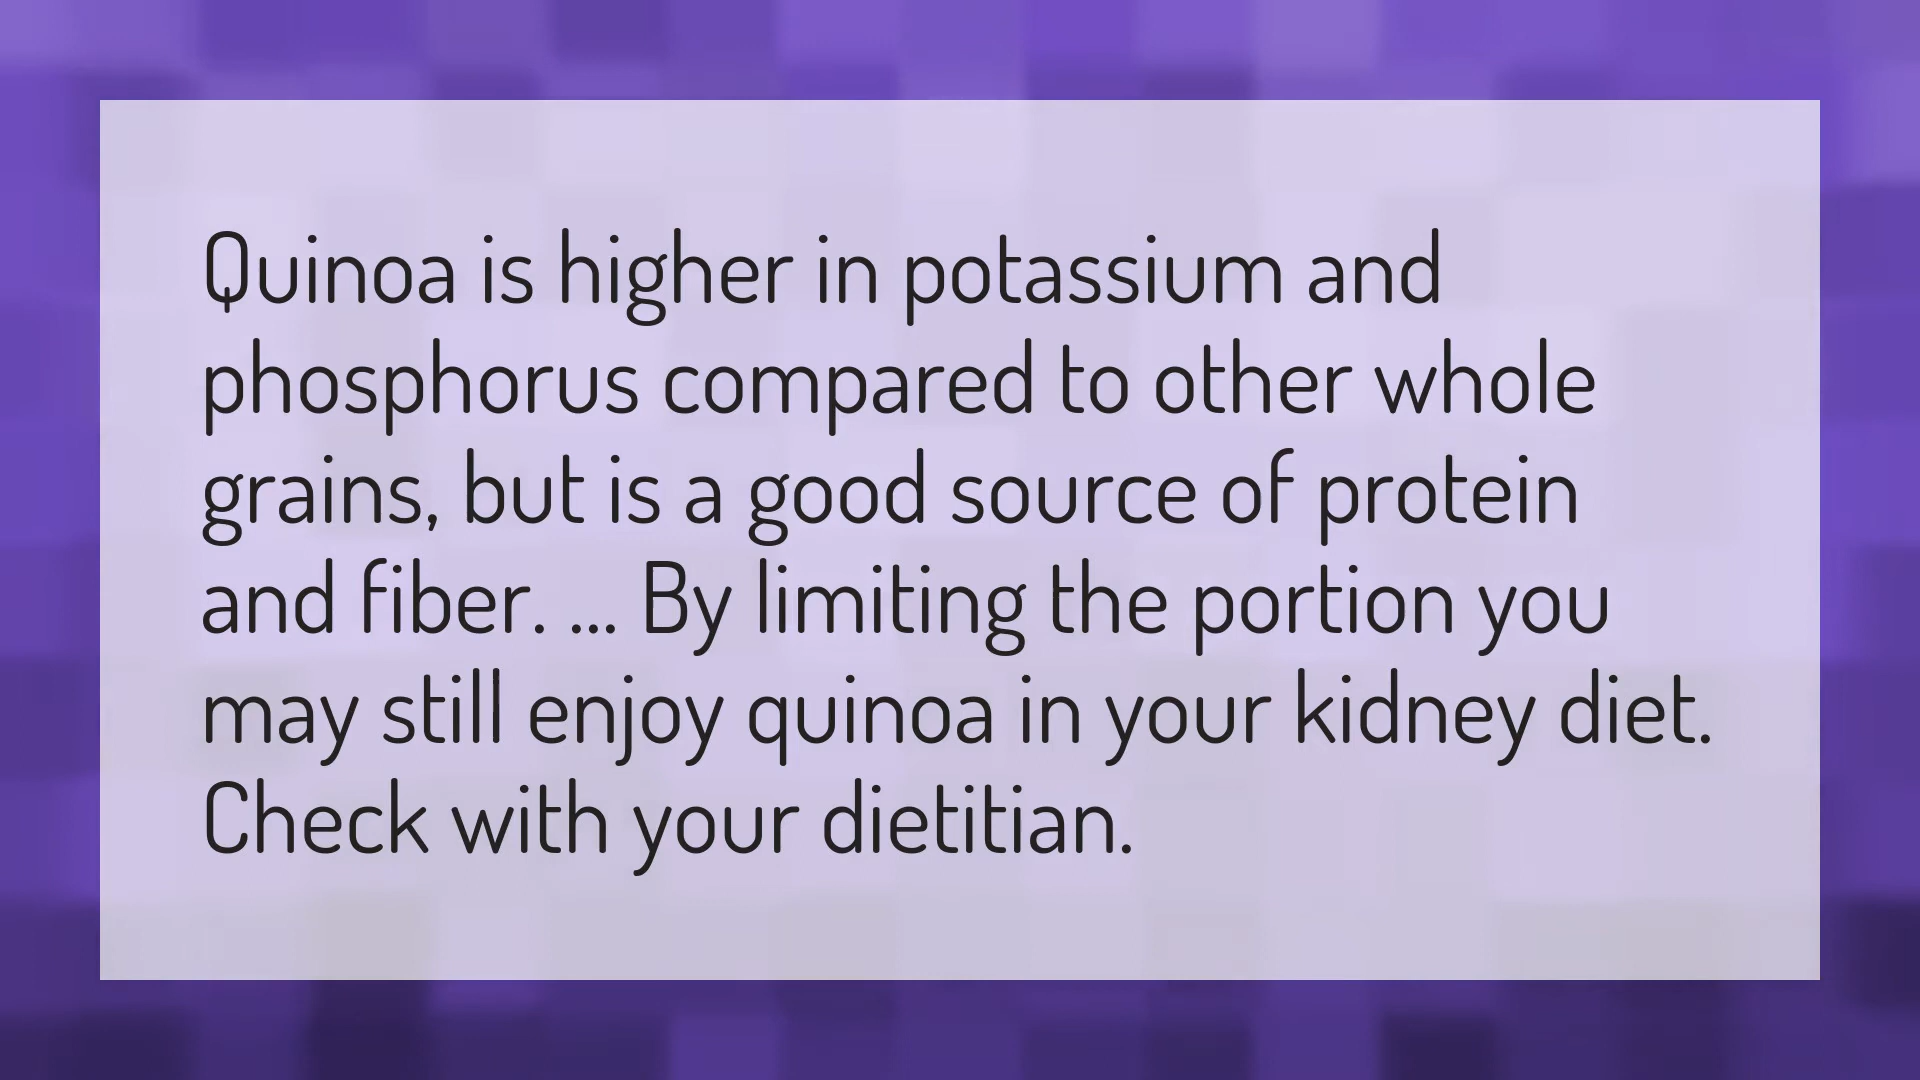 Quinoa is higher in potassium and
phosphorus compared to other whole
grains, but is a good source of protein
and fiber. ... By limiting the portion you
may still enjoy quinoa in your kidney diet.
Check with your dietitian.